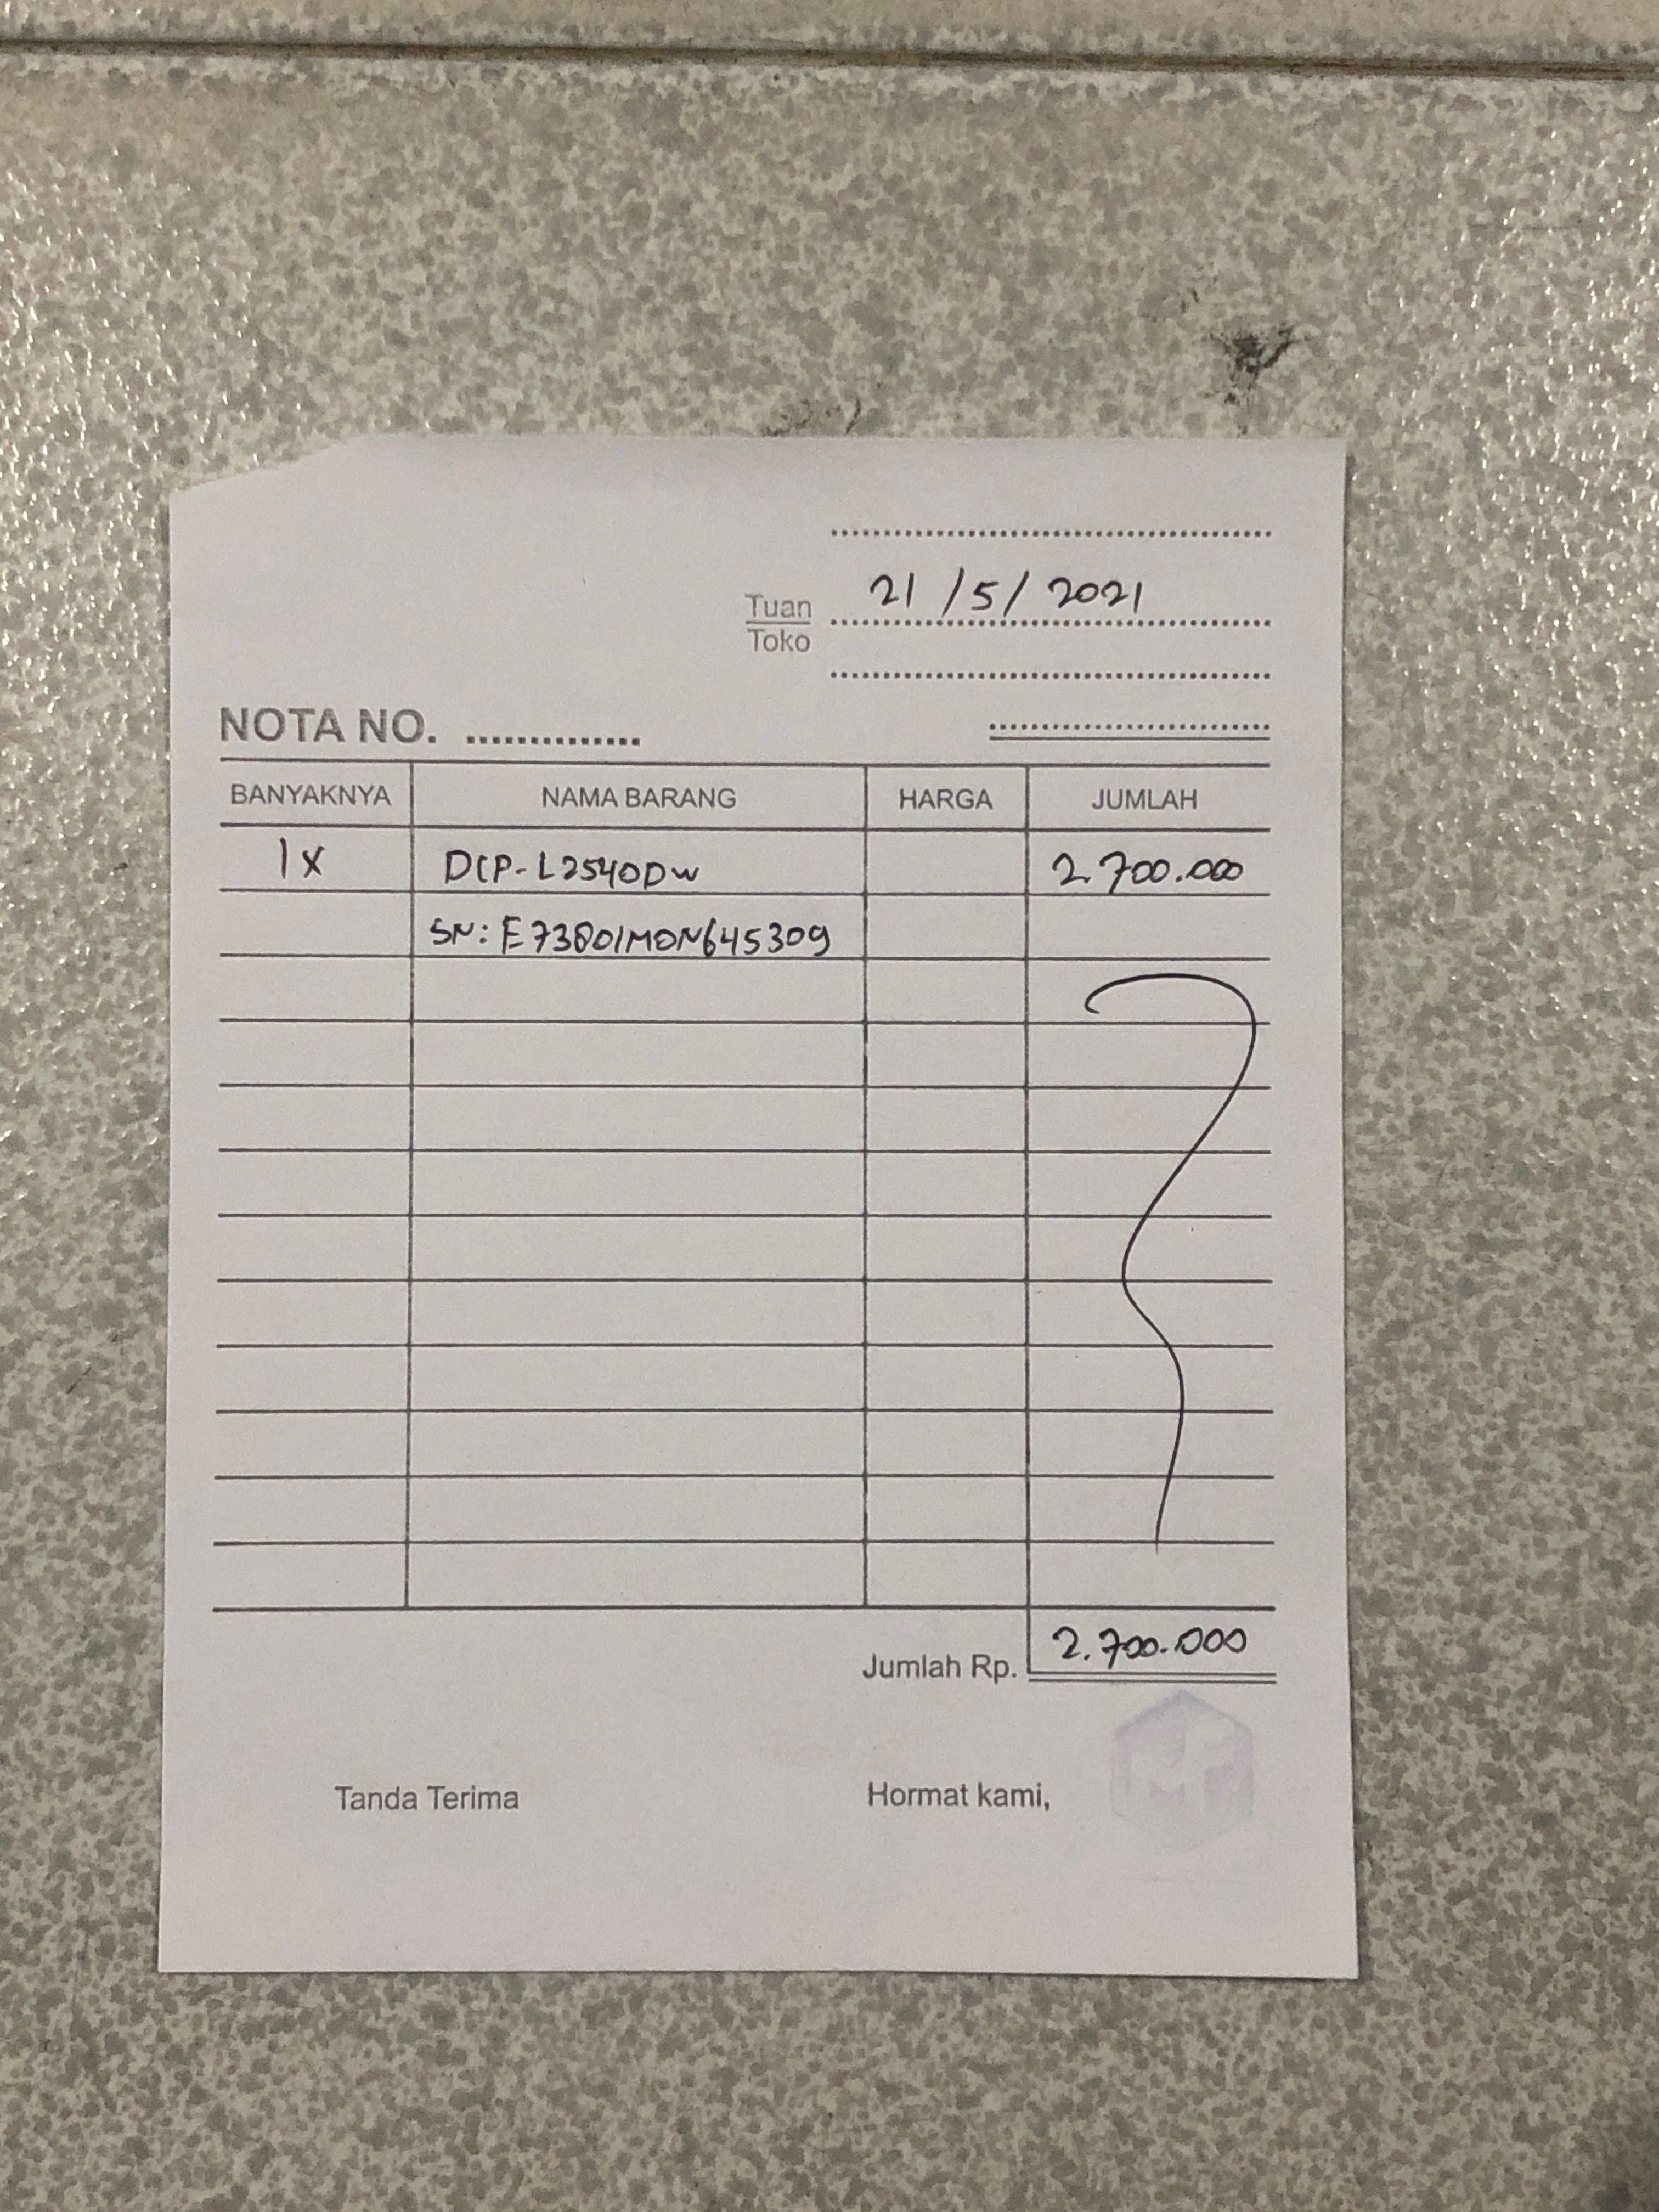 21/5/2021
Tuan
Toko
NOTA NO. ..............
BANYAKNYA NAMA BARANG HARGA JUMLAH
1x DCP-L2540DW 2.700.000
SN: E73801M0N645309
Jumlah Rp. 2.700.000
Tanda Terima Hormat kami,